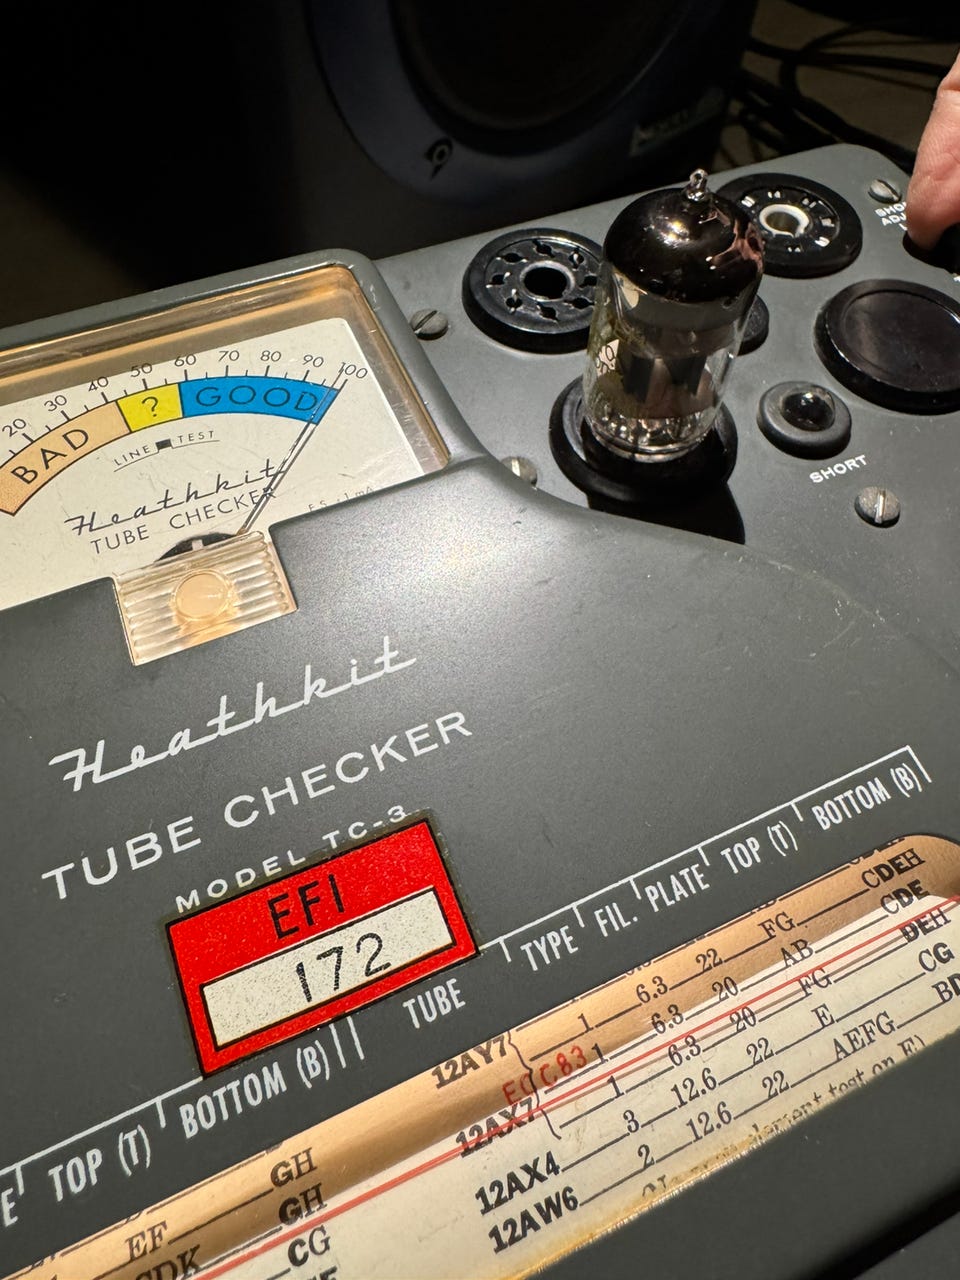 20 30 40 50 60 70 80 90 100
BAD ? GOOD
LINE TEST
Heathkit
TUBE CHECKER
SHORT
Heathkit
TUBE CHECKER
MODEL TC-3
EFI
172
TOP (T) BOTTOM (B) TUBE TYPE FIL. PLATE TOP (T) BOTTOM (B)
6.3 22 FG CDEH
12AY7 1 6.3 20 AB CDE
ECC83 1 6.3 20 FG DEH
12AX7 1 6.3 22 E CG
12AX4 3 12.6 22 AEFG
12AW6 2 12.6
GH
EF GH
CDK CG